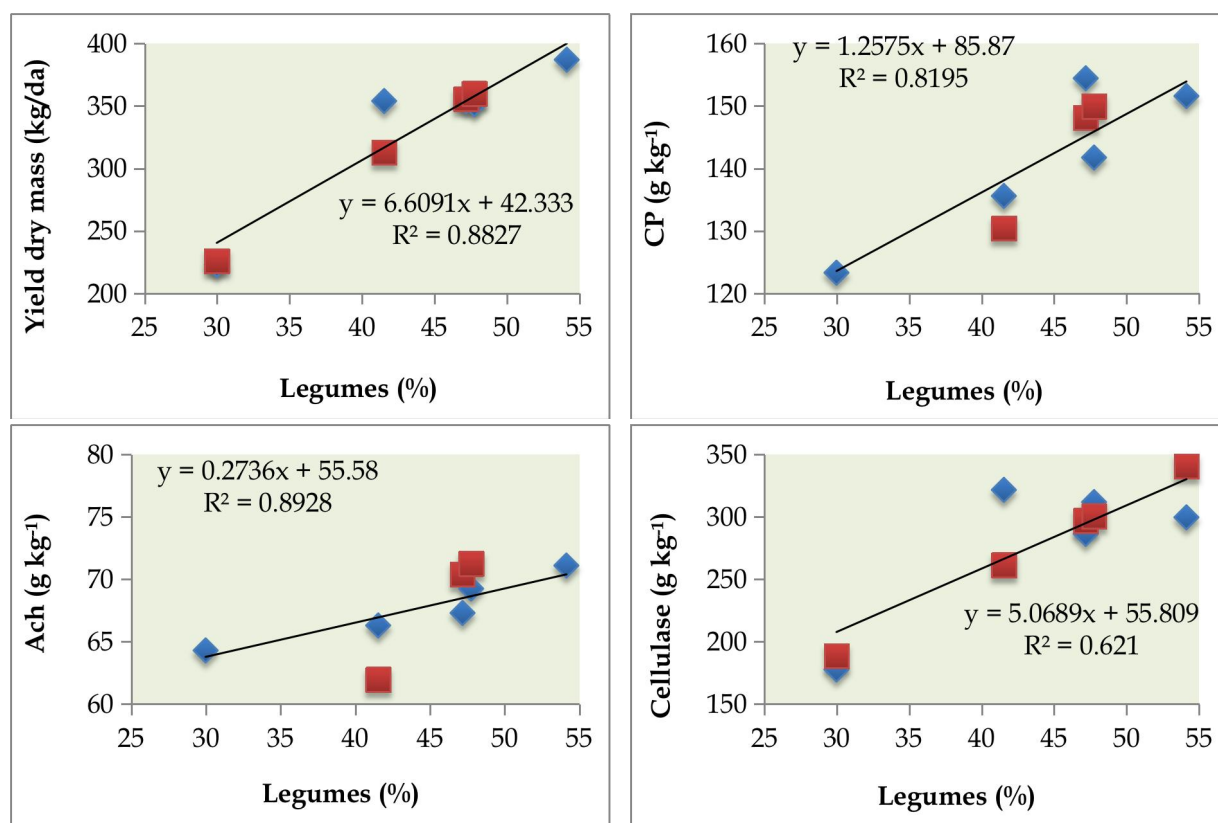 400
350
300
250
200
Yield dry mass (kg/da)
y = 6.6091x + 42.333
R² = 0.8827
25 30 35 40 45 50 55
Legumes (%)
160
150
140
130
120
CP (g kg⁻¹)
y = 1.2575x + 85.87
R² = 0.8195
25 30 35 40 45 50 55
Legumes (%)
80
75
70
65
60
Ach (g kg⁻¹)
y = 0.2736x + 55.58
R² = 0.8928
25 30 35 40 45 50 55
Legumes (%)
350
300
250
200
150
Cellulase (g kg⁻¹)
y = 5.0689x + 55.809
R² = 0.621
25 30 35 40 45 50 55
Legumes (%)